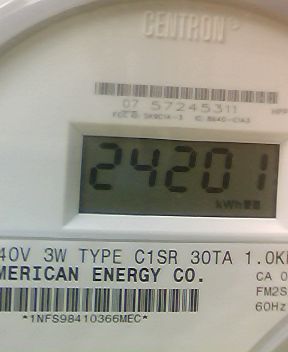 CENTRON®
07 57245311
24201
kWh
40V 3W TYPE C1SR 30TA 1.0K
MERICAN ENERGY CO.
CA 0
FM2S
60Hz
*1NFS98410366MEC*